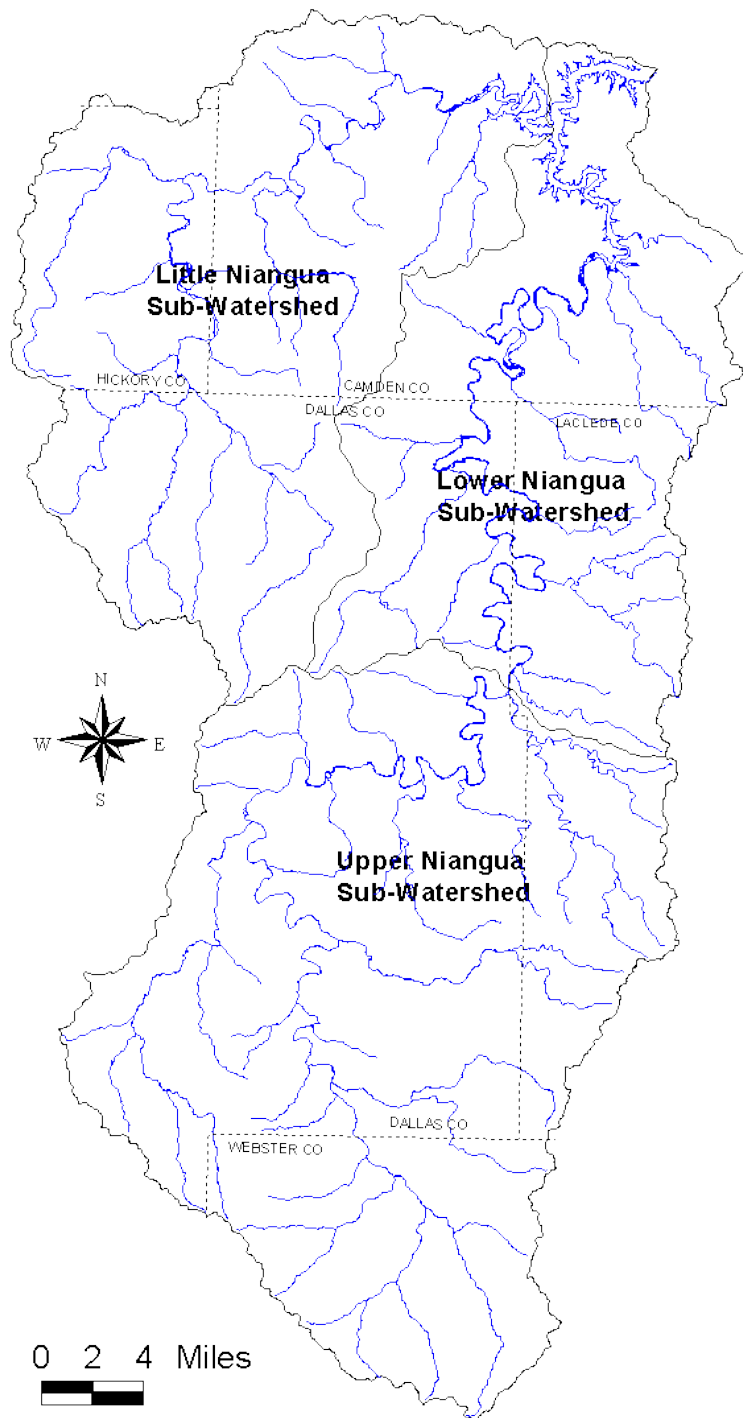 Little Niangua
Sub-Watershed
HICKORY CO
CAMDEN CO
DALLAS CO
LACLEDE CO
Lower Niangua
Sub-Watershed
N
W E
S
Upper Niangua
Sub-Watershed
DALLAS CO
WEBSTER CO
0 2 4 Miles